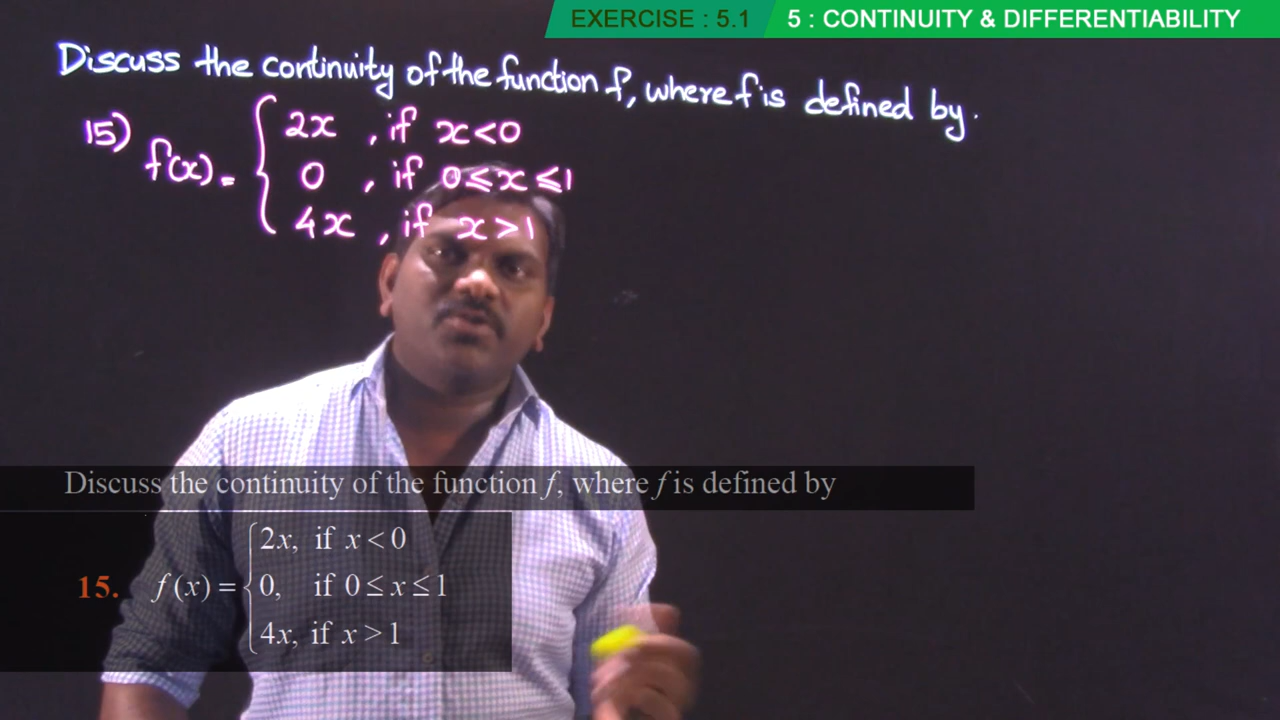 EXERCISE : 5.1
5 : CONTINUITY & DIFFERENTIABILITY
Discuss the continuity of the function f, where f is defined by.
15) f(x) = { 2x , if x<0
0 , if 0≤x≤1
4x , if x>1
Discuss the continuity of the function f, where f is defined by
15. f(x) = { 2x, if x < 0
0, if 0 ≤ x ≤ 1
4x, if x > 1